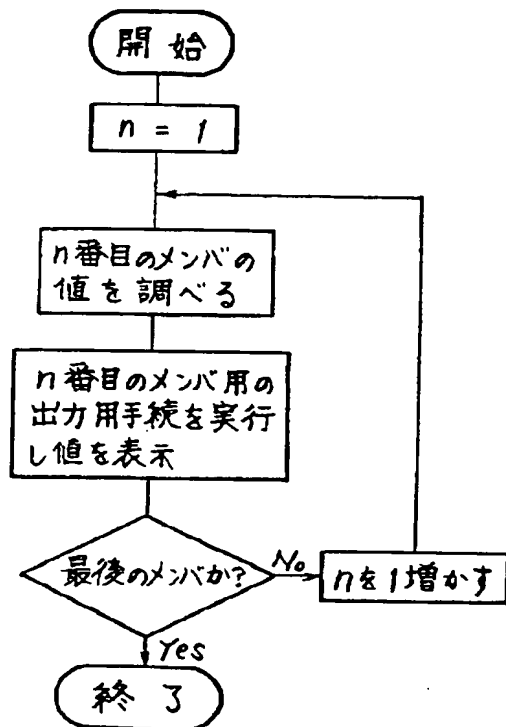 開始
n = 1
n番目のメンバの
値を調べる
n番目のメンバ用の
出力用手続を実行
し値を表示
最後のメンバか?
No
nを1増かす
Yes
終了